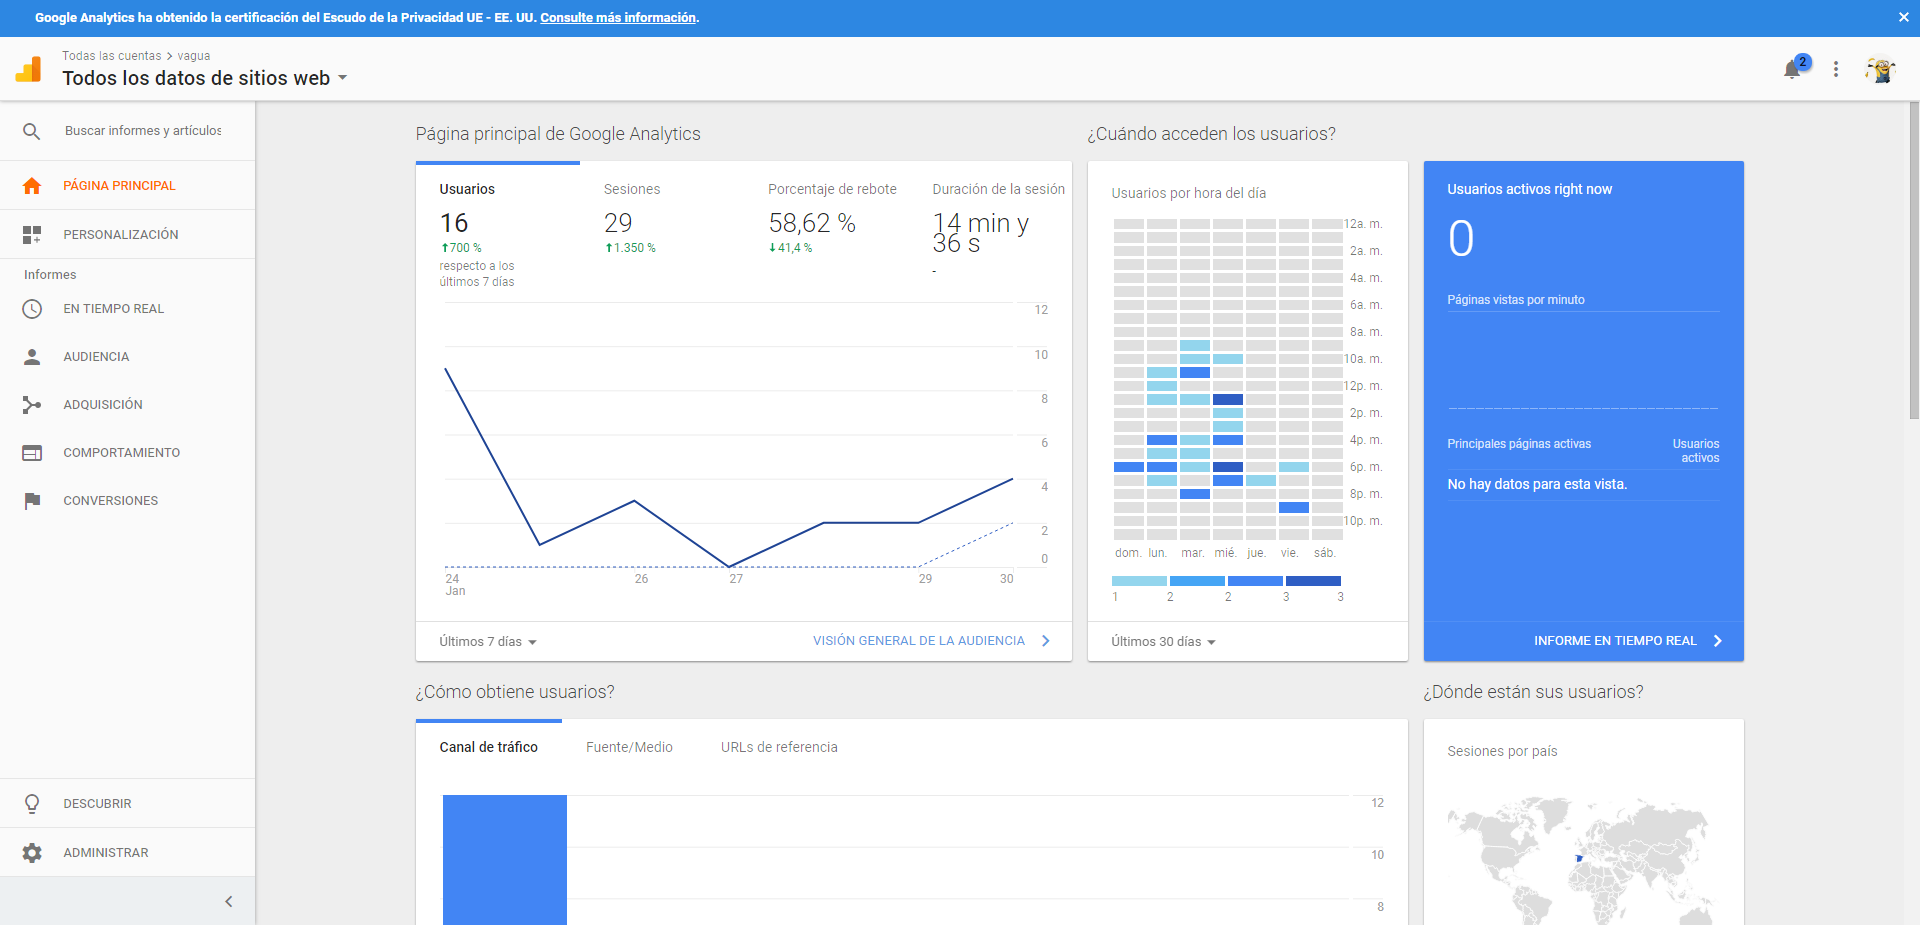 Google Analytics ha obtenido la certificación del Escudo de la Privacidad UE - EE. UU. Consulte más información.
Todas las cuentas > vagua
Todos los datos de sitios web
2
Buscar informes y artículos
PÁGINA PRINCIPAL
PERSONALIZACIÓN
Informes
EN TIEMPO REAL
AUDIENCIA
ADQUISICIÓN
COMPORTAMIENTO
CONVERSIONES
DESCUBRIR
ADMINISTRAR
Página principal de Google Analytics
Usuarios
16
700 %
respecto a los
últimos 7 días
Sesiones
29
1.350 %
Porcentaje de rebote
58,62 %
41,4 %
Duración de la sesión
14 min y
36 s
-
12
10
8
6
4
2
0
24
Jan
26
27
29
30
Últimos 7 días
VISIÓN GENERAL DE LA AUDIENCIA
¿Cuándo acceden los usuarios?
Usuarios por hora del día
12a. m.
2a. m.
4a. m.
6a. m.
8a. m.
10a. m.
12p. m.
2p. m.
4p. m.
6p. m.
8p. m.
10p. m.
dom. lun. mar. mié. jue. vie. sáb.
1 2 2 3 3
Últimos 30 días
Usuarios activos right now
0
Páginas vistas por minuto
Principales páginas activas
Usuarios
activos
No hay datos para esta vista.
INFORME EN TIEMPO REAL
¿Cómo obtiene usuarios?
Canal de tráfico
Fuente/Medio
URLs de referencia
12
10
8
¿Dónde están sus usuarios?
Sesiones por país